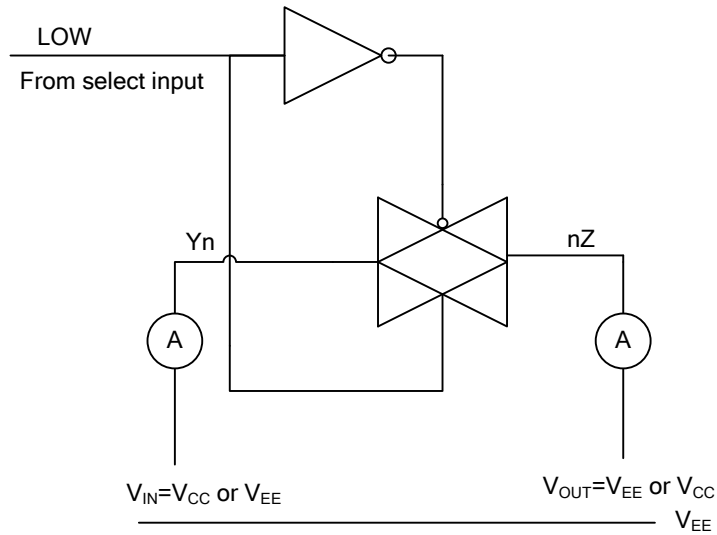 LOW
From select input
Yn
nZ
A
A
V_IN=V_CC or V_EE
V_OUT=V_EE or V_CC
V_EE